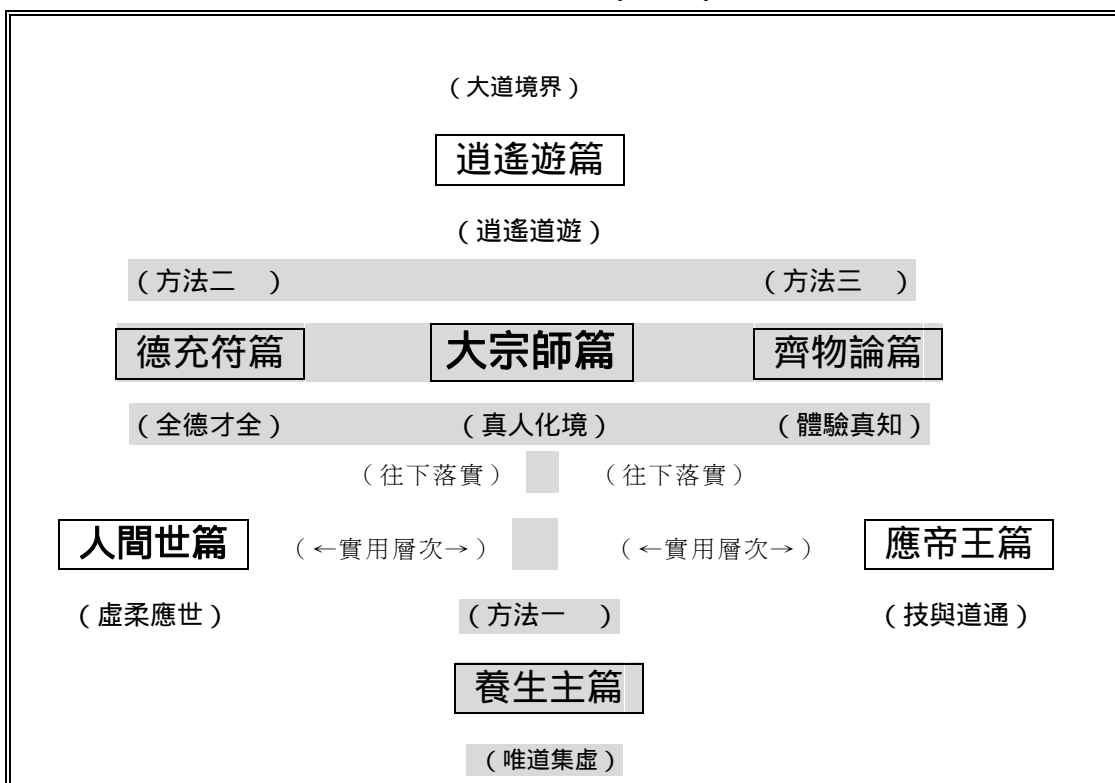 （大道境界）
逍遙遊篇
（逍遙道遊）
（方法二　）　（方法三　）
德充符篇　大宗師篇　齊物論篇
（全德才全）　（真人化境）　（體驗真知）
（往下落實）　（往下落實）
人間世篇　（←實用層次→）　（←實用層次→）　應帝王篇
（虛柔應世）　（方法一　）　（技與道通）
養生主篇
（唯道集虛）